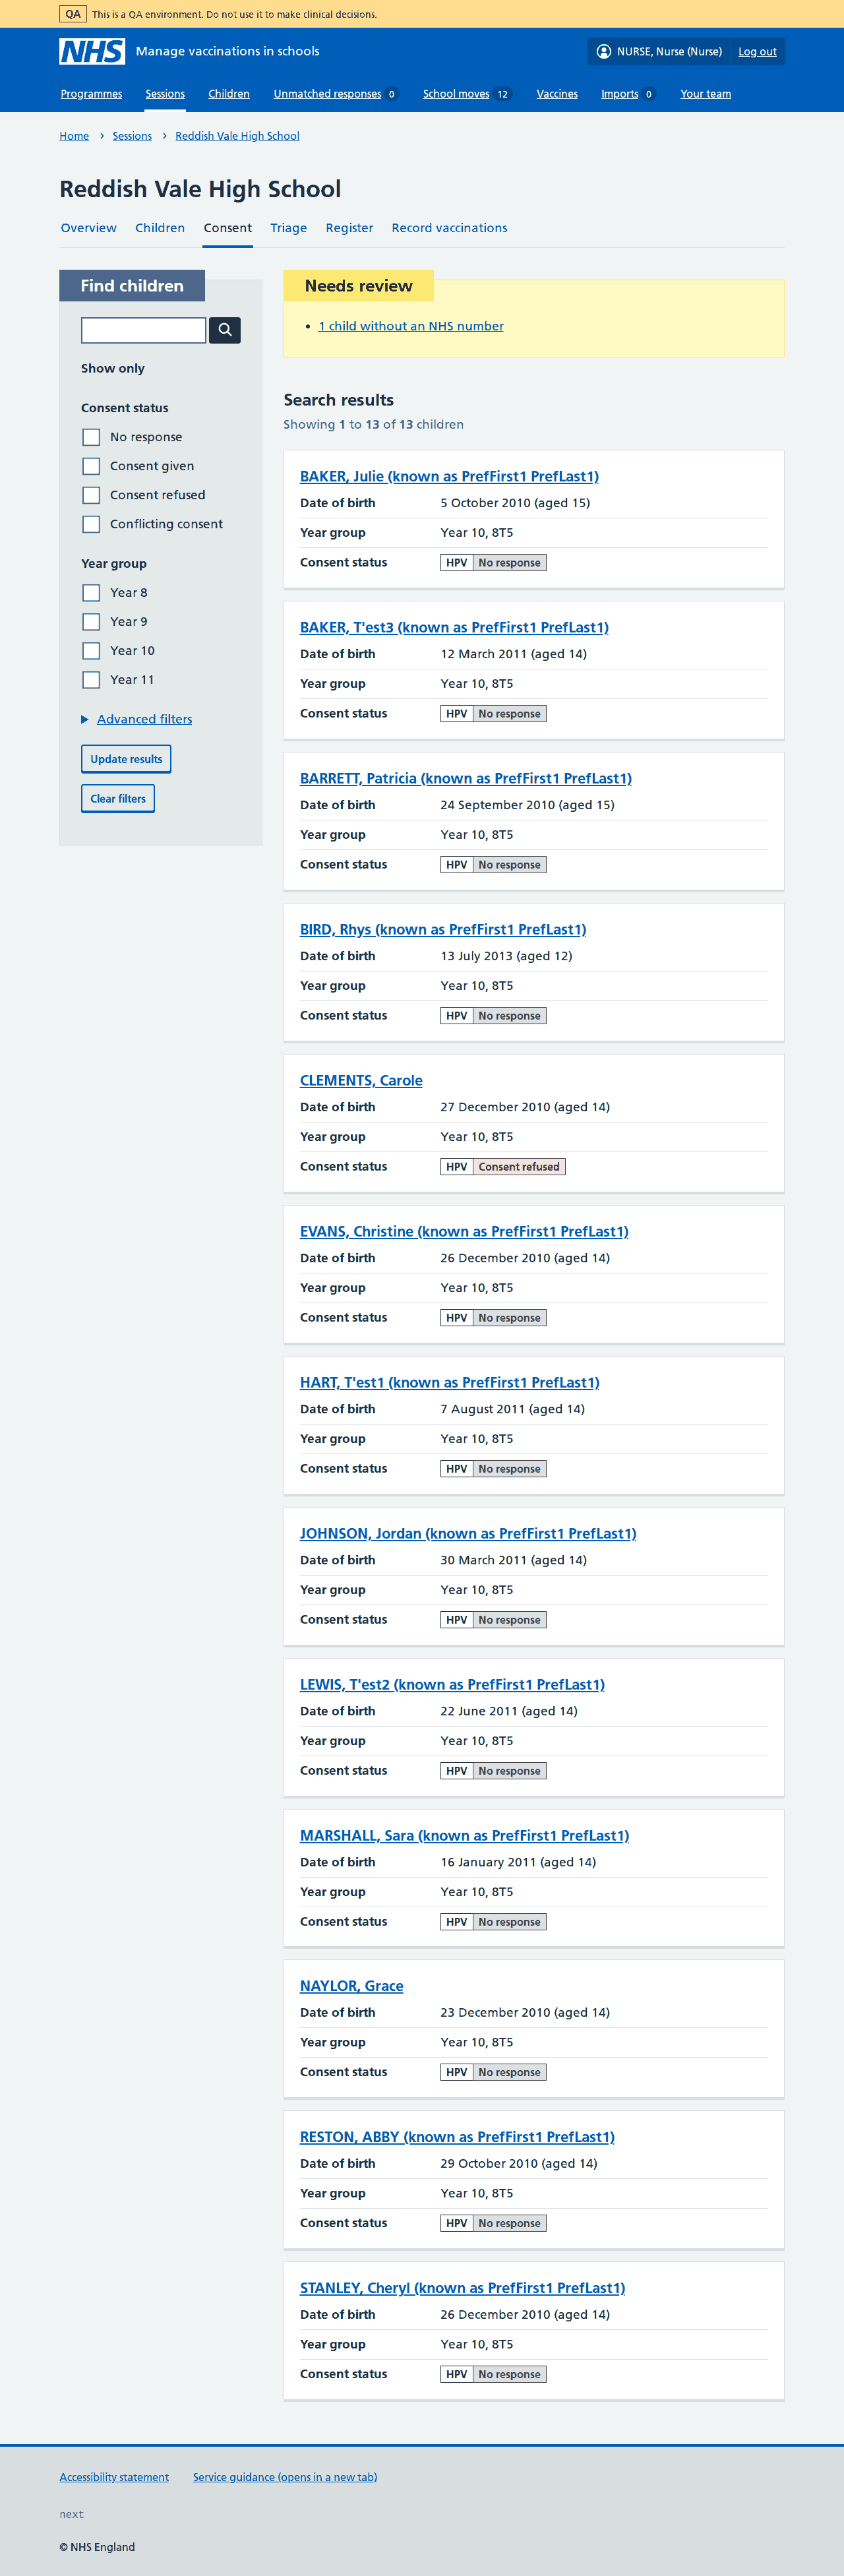 QA This is a QA environment. Do not use it to make clinical decisions.
NHS Manage vaccinations in schools NURSE, Nurse (Nurse) Log out
Programmes Sessions Children Unmatched responses 0 School moves 12 Vaccines Imports 0 Your team
Home > Sessions > Reddish Vale High School
Reddish Vale High School
Overview Children Consent Triage Register Record vaccinations
Find children
Show only
Consent status
No response
Consent given
Consent refused
Conflicting consent
Year group
Year 8
Year 9
Year 10
Year 11
Advanced filters
Update results
Clear filters
Needs review
• 1 child without an NHS number
Search results
Showing 1 to 13 of 13 children
BAKER, Julie (known as PrefFirst1 PrefLast1)
Date of birth 5 October 2010 (aged 15)
Year group Year 10, 8T5
Consent status HPV No response
BAKER, T'est3 (known as PrefFirst1 PrefLast1)
Date of birth 12 March 2011 (aged 14)
Year group Year 10, 8T5
Consent status HPV No response
BARRETT, Patricia (known as PrefFirst1 PrefLast1)
Date of birth 24 September 2010 (aged 15)
Year group Year 10, 8T5
Consent status HPV No response
BIRD, Rhys (known as PrefFirst1 PrefLast1)
Date of birth 13 July 2013 (aged 12)
Year group Year 10, 8T5
Consent status HPV No response
CLEMENTS, Carole
Date of birth 27 December 2010 (aged 14)
Year group Year 10, 8T5
Consent status HPV Consent refused
EVANS, Christine (known as PrefFirst1 PrefLast1)
Date of birth 26 December 2010 (aged 14)
Year group Year 10, 8T5
Consent status HPV No response
HART, T'est1 (known as PrefFirst1 PrefLast1)
Date of birth 7 August 2011 (aged 14)
Year group Year 10, 8T5
Consent status HPV No response
JOHNSON, Jordan (known as PrefFirst1 PrefLast1)
Date of birth 30 March 2011 (aged 14)
Year group Year 10, 8T5
Consent status HPV No response
LEWIS, T'est2 (known as PrefFirst1 PrefLast1)
Date of birth 22 June 2011 (aged 14)
Year group Year 10, 8T5
Consent status HPV No response
MARSHALL, Sara (known as PrefFirst1 PrefLast1)
Date of birth 16 January 2011 (aged 14)
Year group Year 10, 8T5
Consent status HPV No response
NAYLOR, Grace
Date of birth 23 December 2010 (aged 14)
Year group Year 10, 8T5
Consent status HPV No response
RESTON, ABBY (known as PrefFirst1 PrefLast1)
Date of birth 29 October 2010 (aged 14)
Year group Year 10, 8T5
Consent status HPV No response
STANLEY, Cheryl (known as PrefFirst1 PrefLast1)
Date of birth 26 December 2010 (aged 14)
Year group Year 10, 8T5
Consent status HPV No response
Accessibility statement Service guidance (opens in a new tab)
next
© NHS England